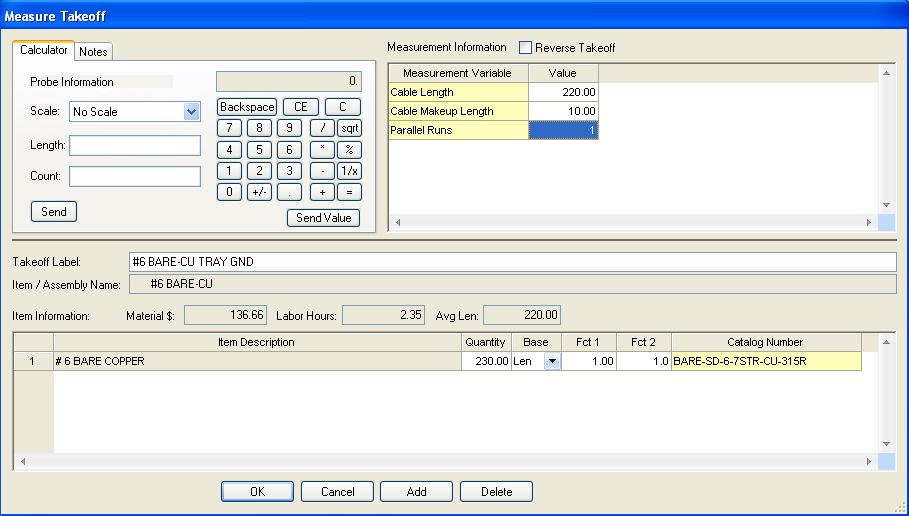 Measure Takeoff
Calculator Notes
Probe Information
Scale: No Scale
Length:
Count:
Send
0.
Backspace CE C
7 8 9 / sqrt
4 5 6 * %
1 2 3 - 1/x
0 +/- . + =
Send Value
Measurement Information Reverse Takeoff
Measurement Variable Value
Cable Length 220.00
Cable Makeup Length 10.00
Parallel Runs 1
Takeoff Label: #6 BARE-CU TRAY GND
Item / Assembly Name: #6 BARE-CU
Item Information: Material $: 136.66 Labor Hours: 2.35 Avg Len: 220.00
Item Description Quantity Base Fct 1 Fct 2 Catalog Number
1 # 6 BARE COPPER 230.00 Len 1.00 1.0 BARE-SD-6-7STR-CU-315R
OK Cancel Add Delete